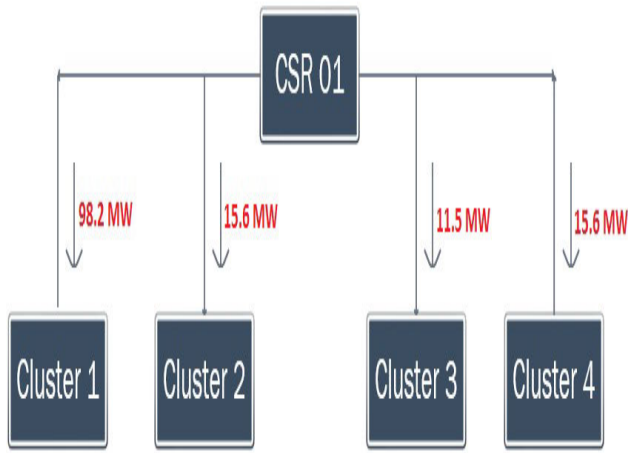 CSR 01
98.2 MW
15.6 MW
11.5 MW
15.6 MW
Cluster 1
Cluster 2
Cluster 3
Cluster 4